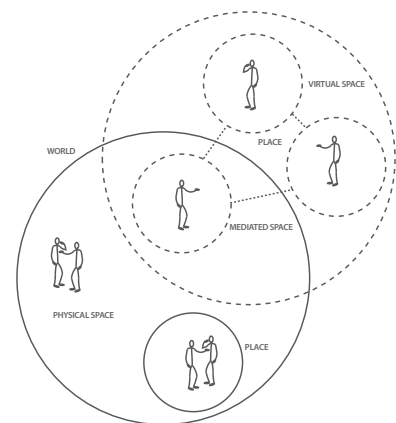 VIRTUAL SPACE
PLACE
WORLD
MEDIATED SPACE
PHYSICAL SPACE
PLACE